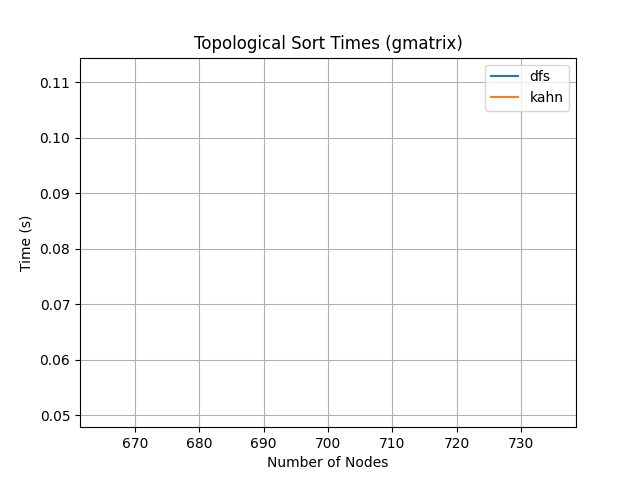 Topological Sort Times (gmatrix)
dfs
kahn
0.11
0.10
0.09
0.08
0.07
0.06
0.05
Time (s)
670 680 690 700 710 720 730
Number of Nodes